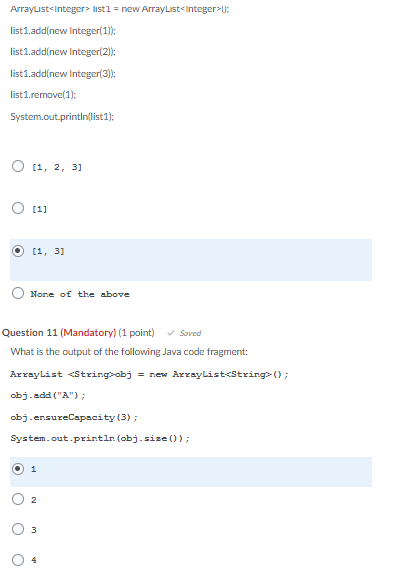 ArrayList<Integer> list1 = new ArrayList<Integer>();
list1.add(new Integer(1));
list1.add(new Integer(2));
list1.add(new Integer(3));
list1.remove(1);
System.out.println(list1);
[1, 2, 3]
[1]
[1, 3]
None of the above
Question 11 (Mandatory) (1 point) ✓ Saved
What is the output of the following Java code fragment:
ArrayList <String>obj = new ArrayList<String>();
obj.add("A");
obj.ensureCapacity(3);
System.out.println(obj.size());
1
2
3
4